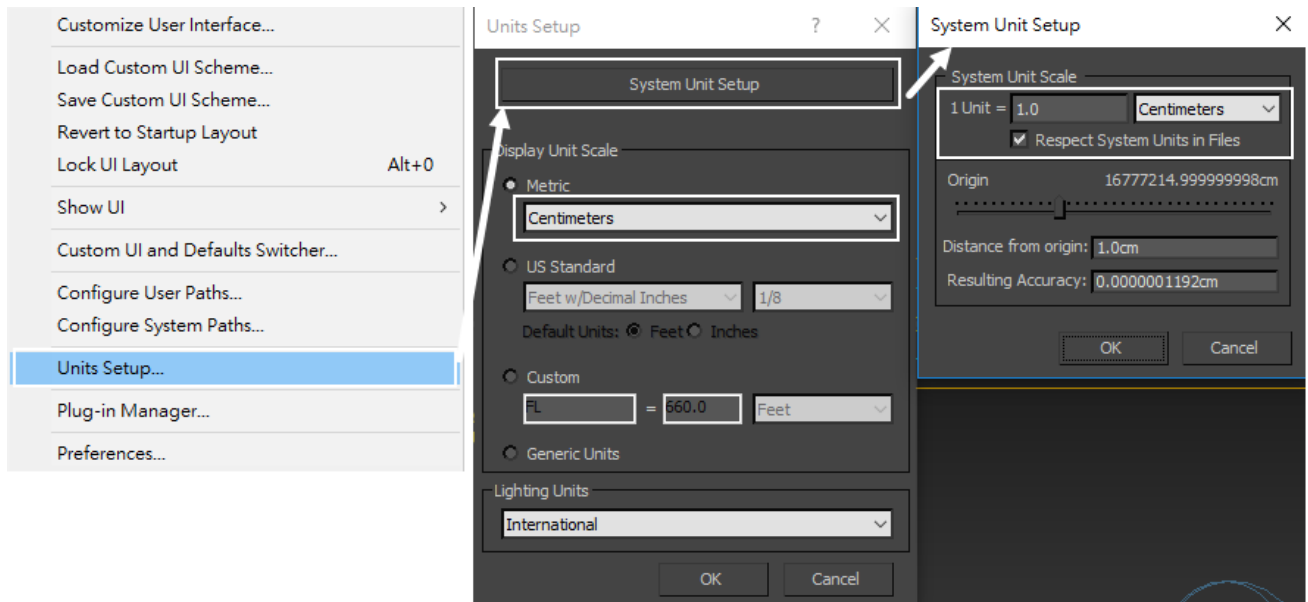 Customize User Interface...
Load Custom UI Scheme...
Save Custom UI Scheme...
Revert to Startup Layout
Lock UI Layout Alt+0
Show UI >
Custom UI and Defaults Switcher...
Configure User Paths...
Configure System Paths...
Units Setup...
Plug-in Manager...
Preferences...
Units Setup ? ×
System Unit Setup
Display Unit Scale
Metric
Centimeters
US Standard
Feet w/Decimal Inches 1/8
Default Units: Feet Inches
Custom
FL = 660.0 Feet
Generic Units
Lighting Units
International
OK Cancel
System Unit Setup ×
System Unit Scale
1 Unit = 1.0 Centimeters
Respect System Units in Files
Origin 16777214.999999998cm
Distance from origin: 1.0cm
Resulting Accuracy: 0.0000001192cm
OK Cancel